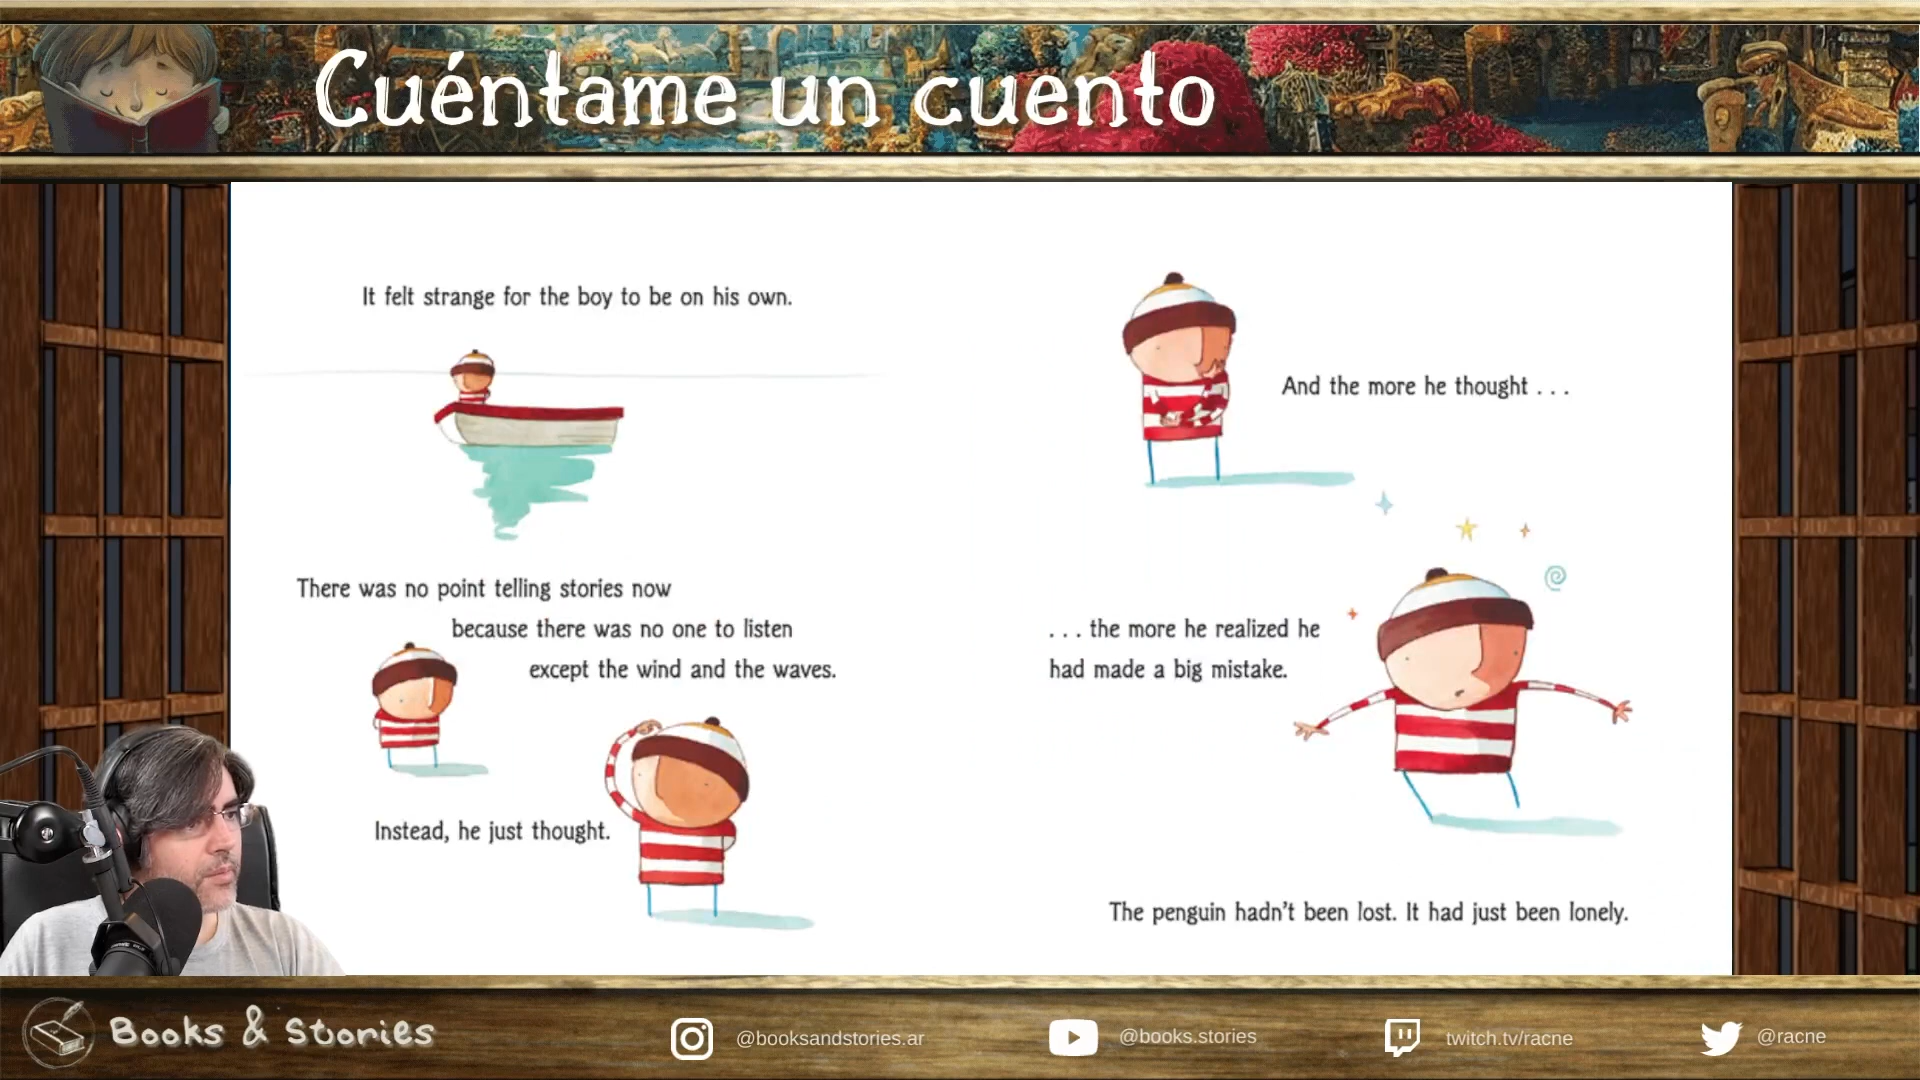 Cuéntame un cuento
It felt strange for the boy to be on his own.
There was no point telling stories now
because there was no one to listen
except the wind and the waves.
Instead, he just thought.
And the more he thought . . .
. . . the more he realized he
had made a big mistake.
The penguin hadn't been lost. It had just been lonely.
Books & Stories
@booksandstories.ar
@books.stories
twitch.tv/racne
@racne